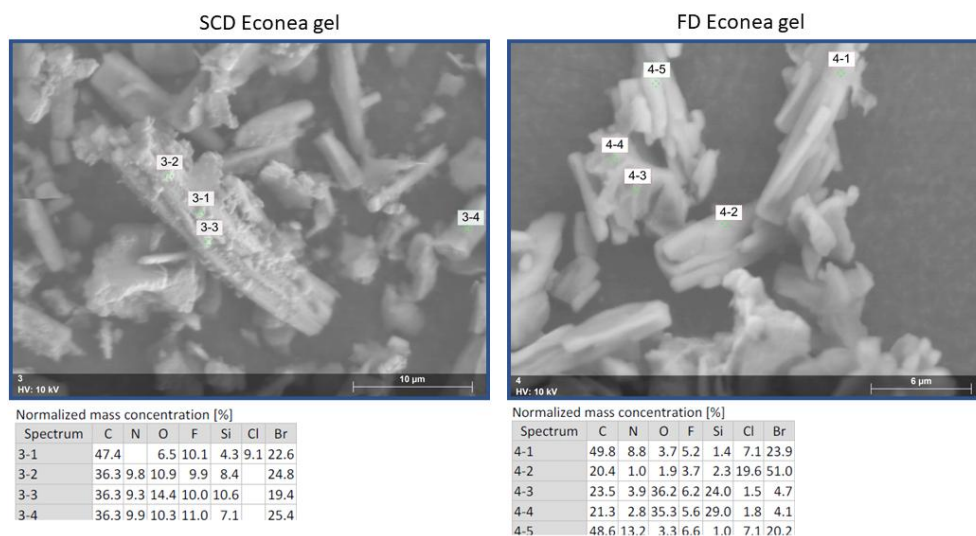 SCD Econea gel
FD Econea gel
3-2
3-1
3-3
3-4
3
HV: 10 kV
10 µm
4-5
4-1
4-4
4-3
4-2
4
HV: 10 kV
6 µm
Normalized mass concentration [%]
Spectrum C N O F Si Cl Br
3-1 47.4 6.5 10.1 4.3 9.1 22.6
3-2 36.3 9.8 10.9 9.9 8.4 24.8
3-3 36.3 9.3 14.4 10.0 10.6 19.4
3-4 36.3 9.9 10.3 11.0 7.1 25.4
Normalized mass concentration [%]
Spectrum C N O F Si Cl Br
4-1 49.8 8.8 3.7 5.2 1.4 7.1 23.9
4-2 20.4 1.0 1.9 3.7 2.3 19.6 51.0
4-3 23.5 3.9 36.2 6.2 24.0 1.5 4.7
4-4 21.3 2.8 35.3 5.6 29.0 1.8 4.1
4-5 48.6 13.2 3.3 6.6 1.0 7.1 20.2